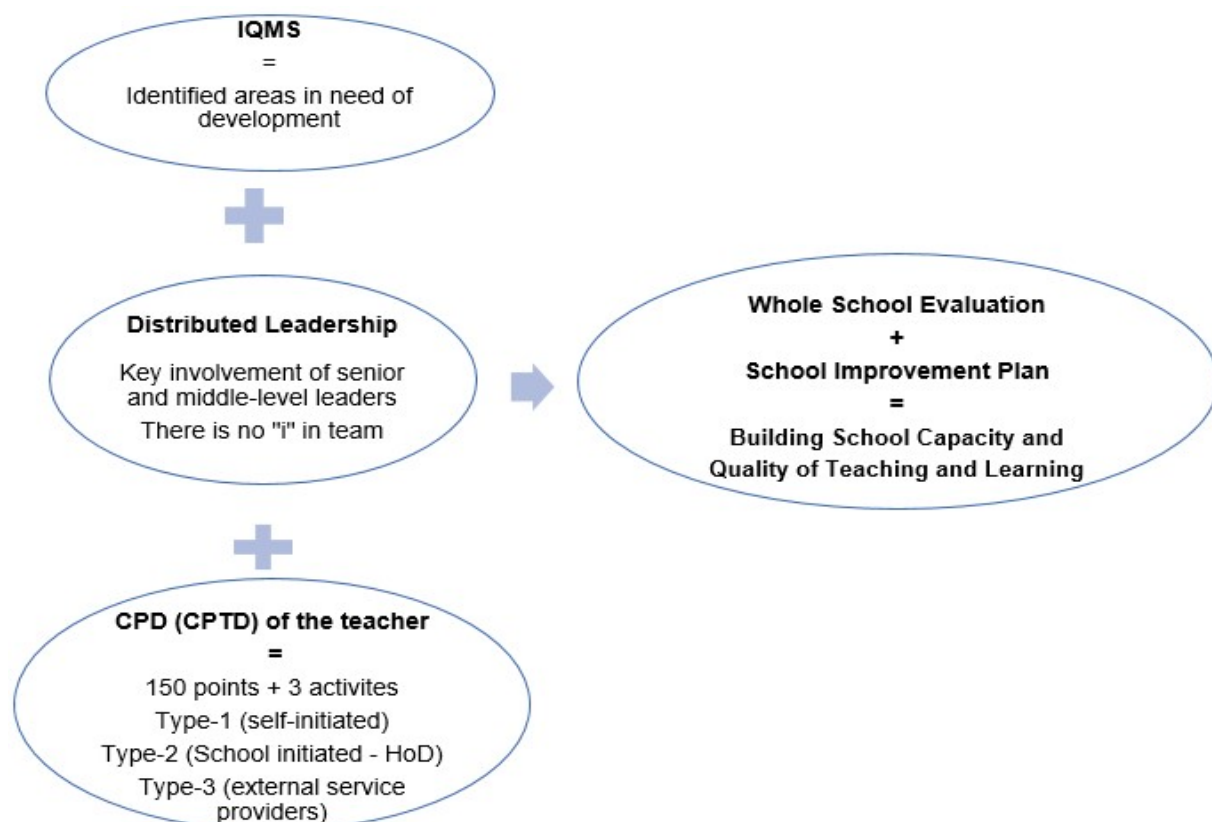 IQMS
=
Identified areas in need of
development
Distributed Leadership
Key involvement of senior
and middle-level leaders
There is no "i" in team
Whole School Evaluation
+
School Improvement Plan
=
Building School Capacity and
Quality of Teaching and Learning
CPD (CPTD) of the teacher
=
150 points + 3 activites
Type-1 (self-initiated)
Type-2 (School initiated - HoD)
Type-3 (external service
providers)